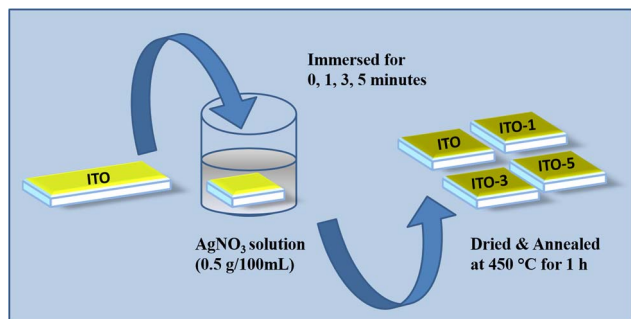 Immersed for
0, 1, 3, 5 minutes
ITO
ITO
ITO
ITO-1
ITO-3
ITO-5
AgNO₃ solution
(0.5 g/100mL)
Dried & Annealed
at 450 °C for 1 h